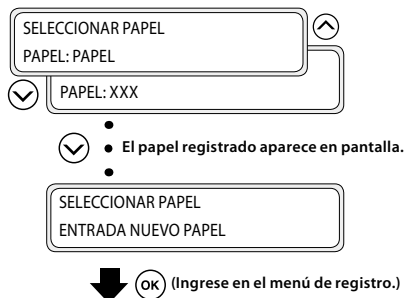 SELECCIONAR PAPEL
PAPEL: PAPEL
PAPEL: XXX
El papel registrado aparece en pantalla.
SELECCIONAR PAPEL
ENTRADA NUEVO PAPEL
OK (Ingrese en el menú de registro.)